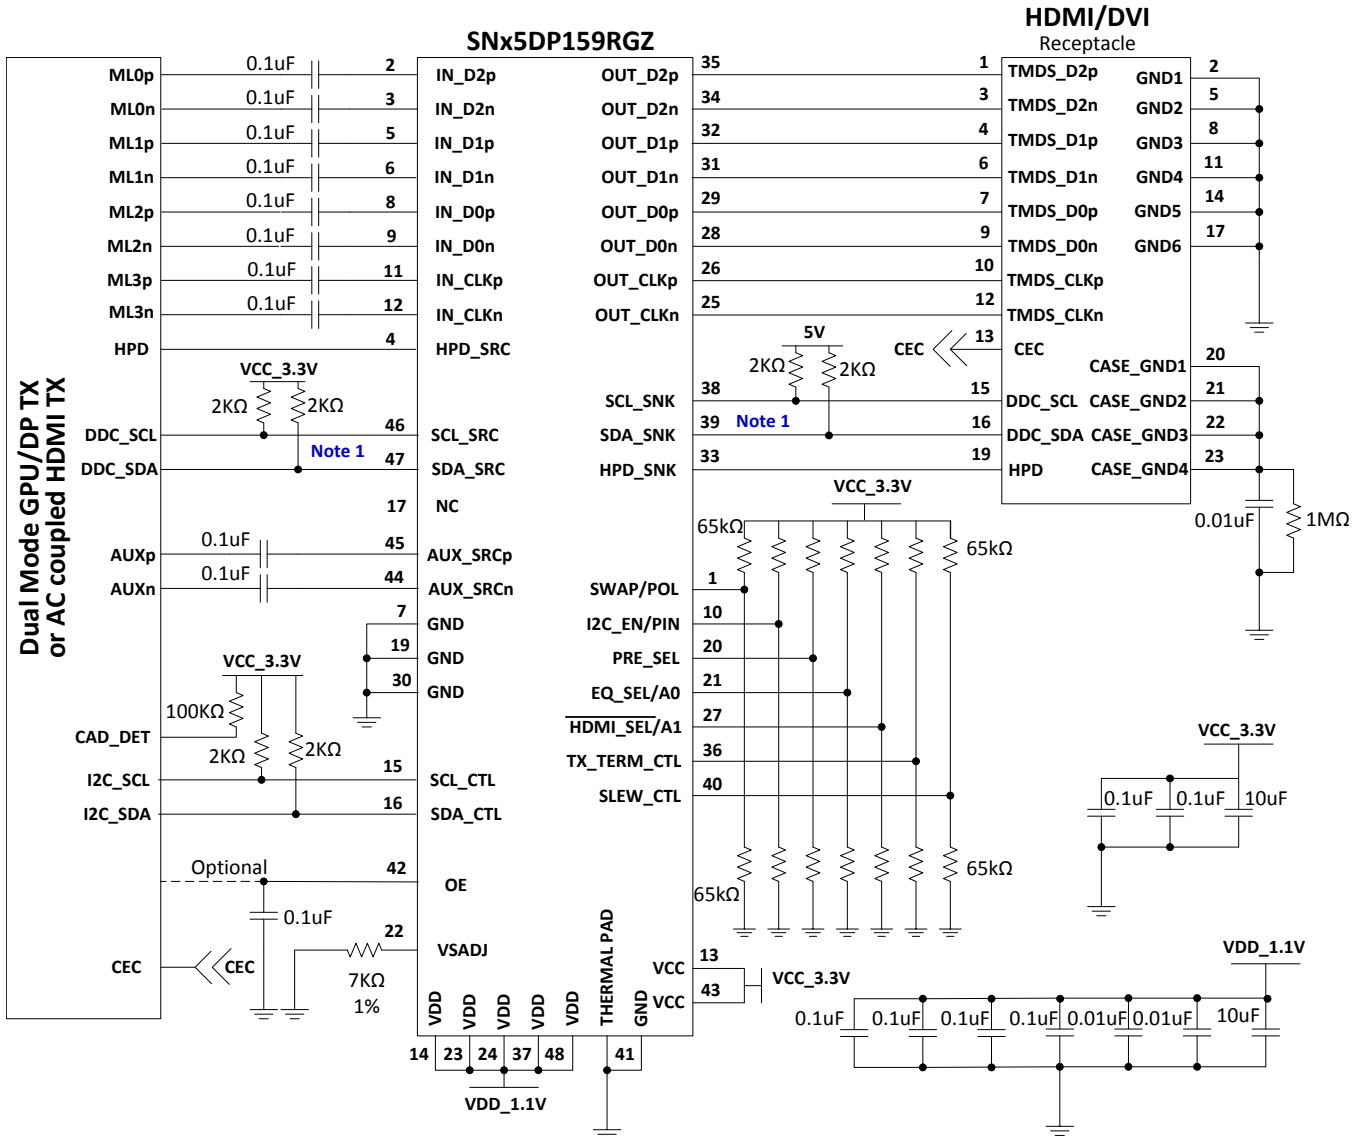 HDMI/DVI
Receptacle
SNx5DP159RGZ
Dual Mode GPU/DP TX
or AC coupled HDMI TX
ML0p 0.1uF 2 IN_D2p OUT_D2p 35 1 TMDS_D2p GND1 2
ML0n 0.1uF 3 IN_D2n OUT_D2n 34 3 TMDS_D2n GND2 5
ML1p 0.1uF 5 IN_D1p OUT_D1p 32 4 TMDS_D1p GND3 8
ML1n 0.1uF 6 IN_D1n OUT_D1n 31 6 TMDS_D1n GND4 11
ML2p 0.1uF 8 IN_D0p OUT_D0p 29 7 TMDS_D0p GND5 14
ML2n 0.1uF 9 IN_D0n OUT_D0n 28 9 TMDS_D0n GND6 17
ML3p 0.1uF 11 IN_CLKp OUT_CLKp 26 10 TMDS_CLKp
ML3n 0.1uF 12 IN_CLKn OUT_CLKn 25 12 TMDS_CLKn
HPD 4 HPD_SRC 5V CEC 13 CEC
VCC_3.3V 2KΩ 2KΩ CASE_GND1 20
2KΩ 2KΩ SCL_SNK 38 15 DDC_SCL CASE_GND2 21
DDC_SCL 46 SCL_SRC SDA_SNK 39 Note 1 16 DDC_SDA CASE_GND3 22
Note 1
DDC_SDA 47 SDA_SRC HPD_SNK 33 19 HPD CASE_GND4 23
17 NC VCC_3.3V
65kΩ 65kΩ 0.01uF 1MΩ
AUXp 0.1uF 45 AUX_SRCp
AUXn 0.1uF 44 AUX_SRCn SWAP/POL 1
7 GND I2C_EN/PIN 10
19 GND PRE_SEL 20
30 GND EQ_SEL/A0 21
VCC_3.3V
100KΩ
CAD_DET HDMI_SEL/A1 27
2KΩ 2KΩ TX_TERM_CTL 36
I2C_SCL 15 SCL_CTL SLEW_CTL 40
I2C_SDA 16 SDA_CTL
VCC_3.3V
0.1uF 0.1uF 10uF
Optional 42 OE
65kΩ 65kΩ
0.1uF
22 VSADJ
7KΩ
1%
CEC CEC
VCC 13
VCC 43
VCC_3.3V
VDD VDD VDD VDD VDD THERMAL PAD GND
14 23 24 37 48 41
VDD_1.1V
VDD_1.1V
0.1uF 0.1uF 0.1uF 0.1uF 0.01uF 0.01uF 10uF